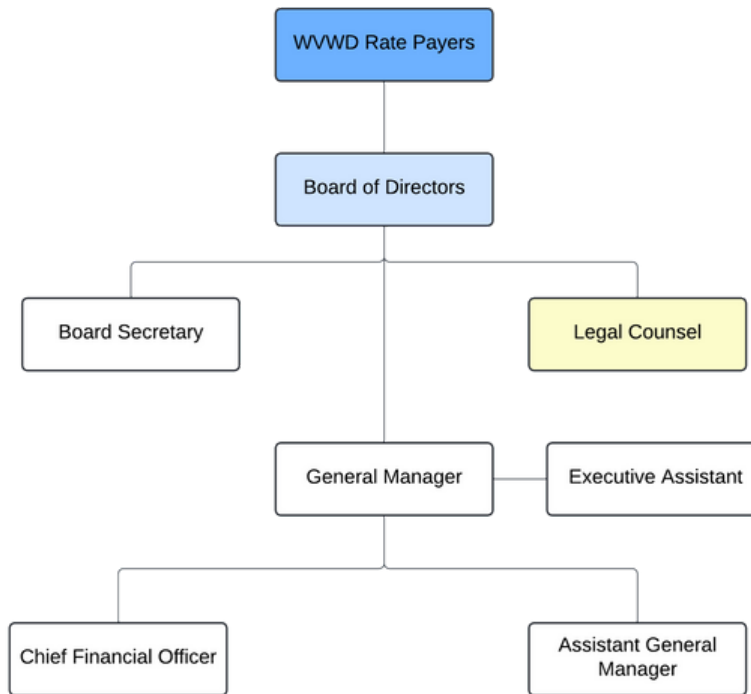 WVWD Rate Payers
Board of Directors
Board Secretary
Legal Counsel
General Manager
Executive Assistant
Chief Financial Officer
Assistant General
Manager